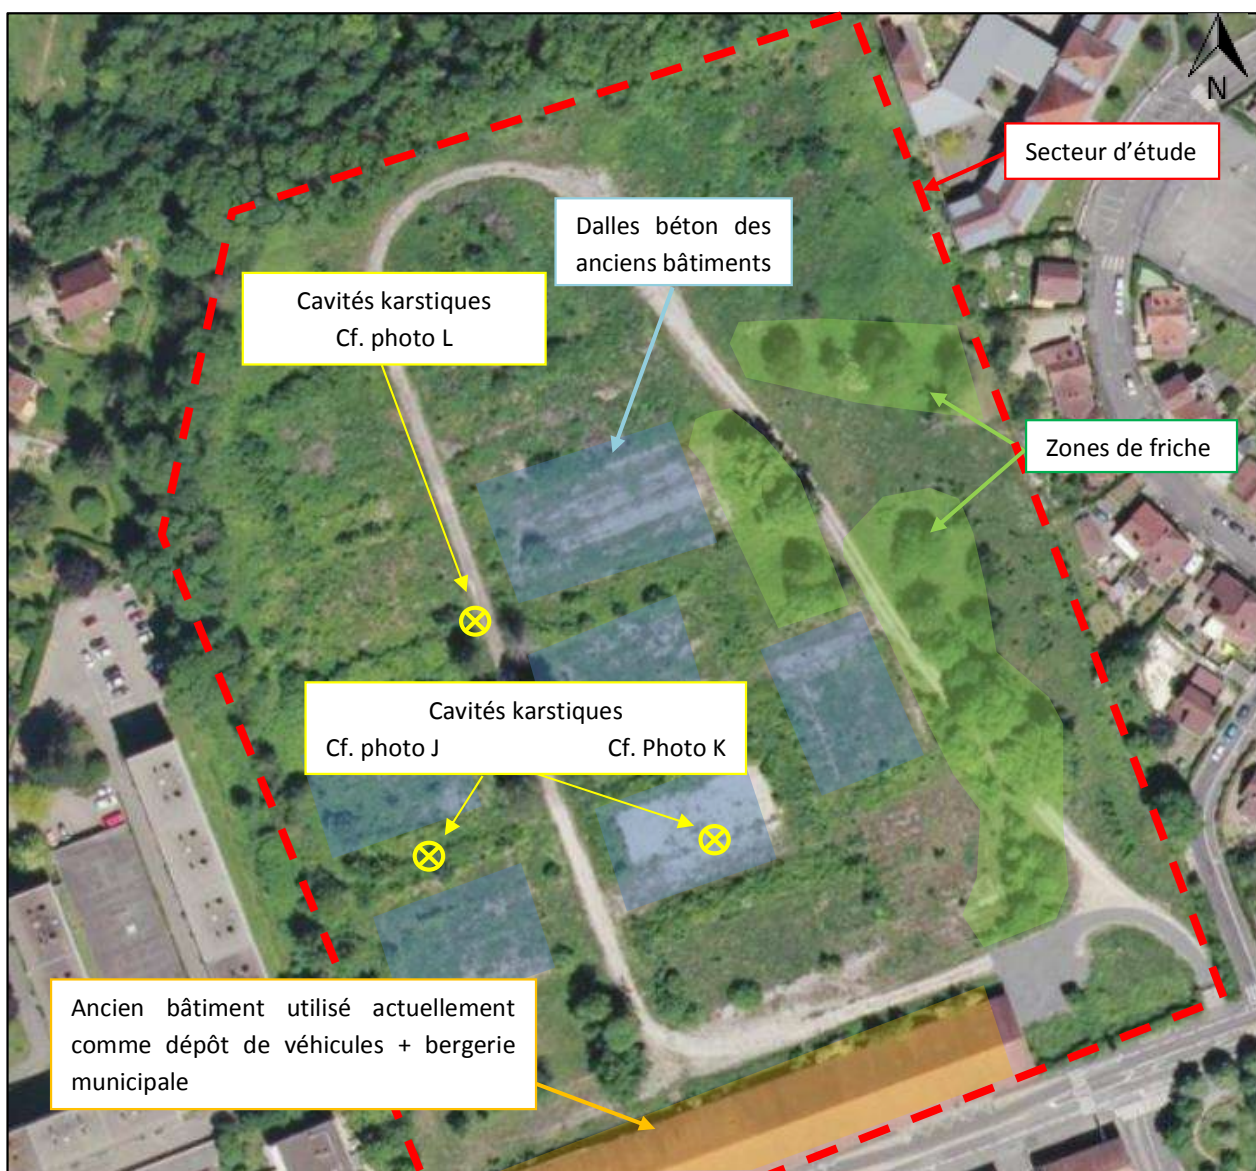 N
Secteur d'étude
Dalles béton des
anciens bâtiments
Cavités karstiques
Cf. photo L
Zones de friche
Cavités karstiques
Cf. photo J Cf. Photo K
Ancien bâtiment utilisé actuellement
comme dépôt de véhicules + bergerie
municipale